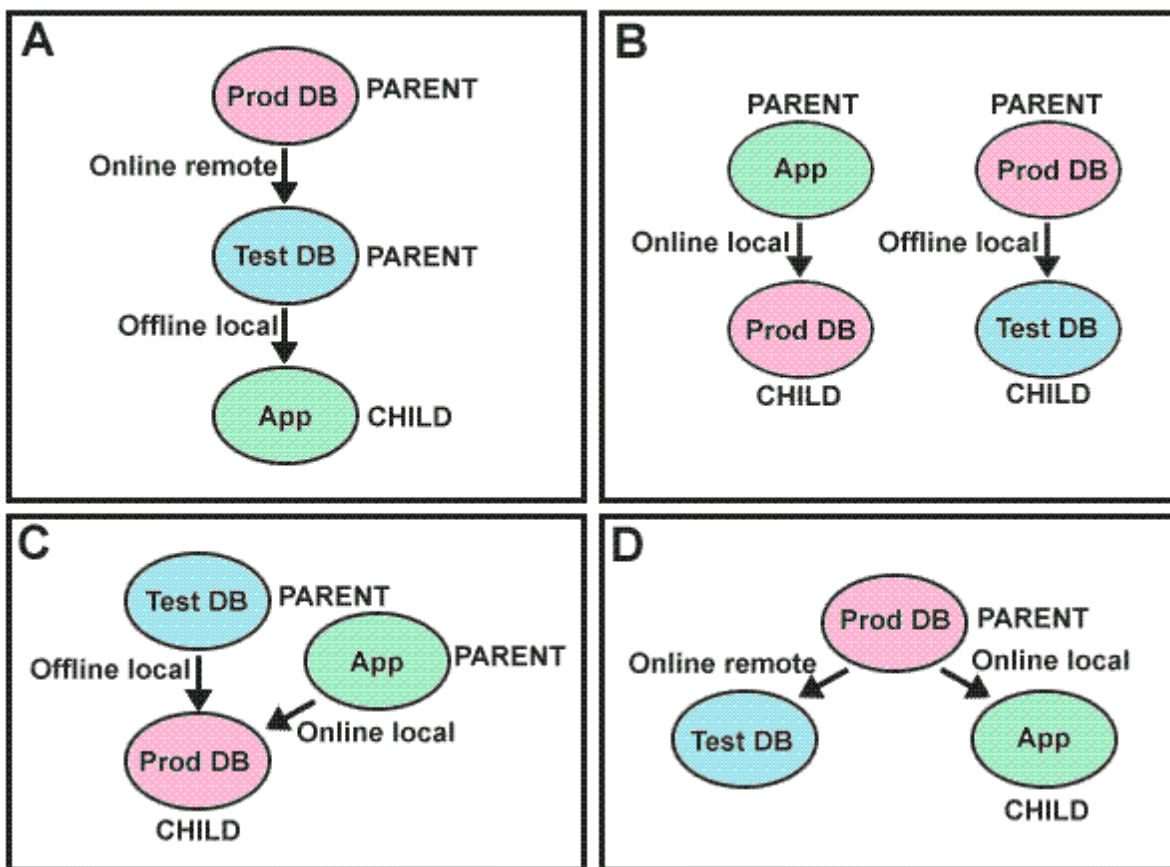 A
Prod DB
PARENT
Online remote
Test DB
PARENT
Offline local
App
CHILD
B
PARENT
PARENT
App
Prod DB
Online local
Offline local
Prod DB
Test DB
CHILD
CHILD
C
Test DB
PARENT
App
PARENT
Offline local
Online local
Prod DB
CHILD
D
Prod DB
PARENT
Online remote
Online local
Test DB
App
CHILD